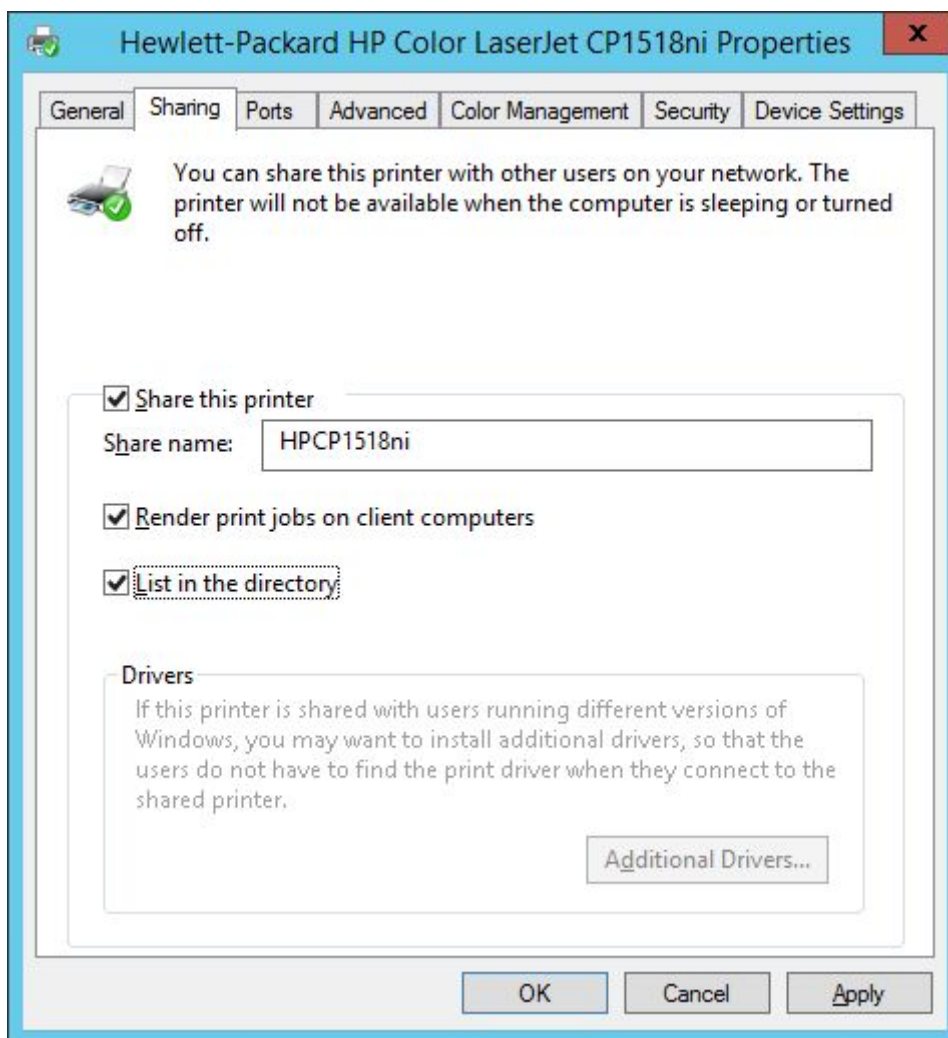 Hewlett-Packard HP Color LaserJet CP1518ni Properties
x
General Sharing Ports Advanced Color Management Security Device Settings
You can share this printer with other users on your network. The
printer will not be available when the computer is sleeping or turned
off.
Share this printer
Share name: HPCP1518ni
Render print jobs on client computers
List in the directory
Drivers
If this printer is shared with users running different versions of
Windows, you may want to install additional drivers, so that the
users do not have to find the print driver when they connect to the
shared printer.
Additional Drivers...
OK Cancel Apply